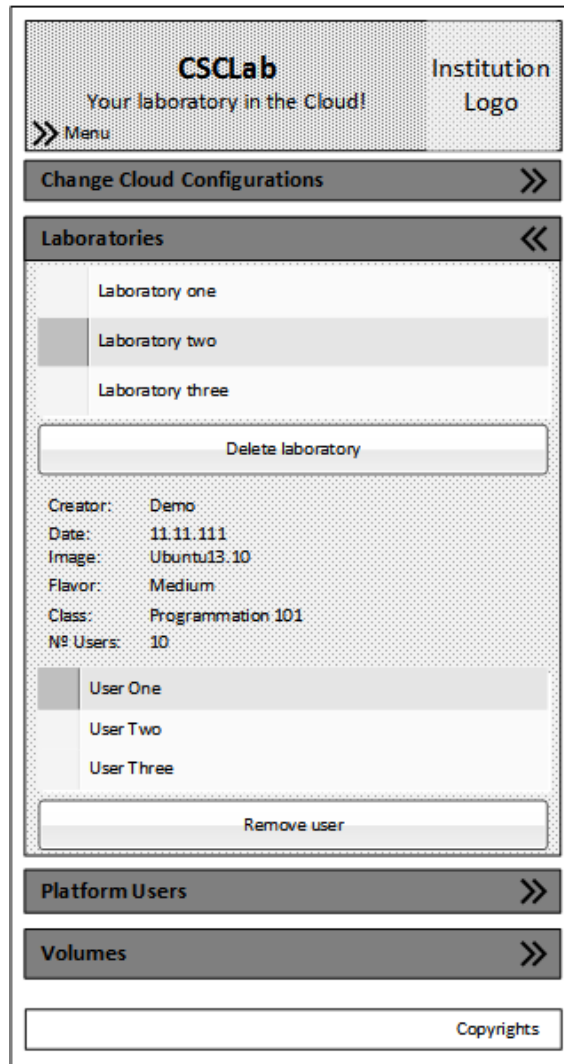 CSCLab
Your laboratory in the Cloud!
Menu
Institution
Logo
Change Cloud Configurations
Laboratories
Laboratory one
Laboratory two
Laboratory three
Delete laboratory
Creator: Demo
Date: 11.11.111
Image: Ubuntu13.10
Flavor: Medium
Class: Programmation 101
Nº Users: 10
User One
User Two
User Three
Remove user
Platform Users
Volumes
Copyrights